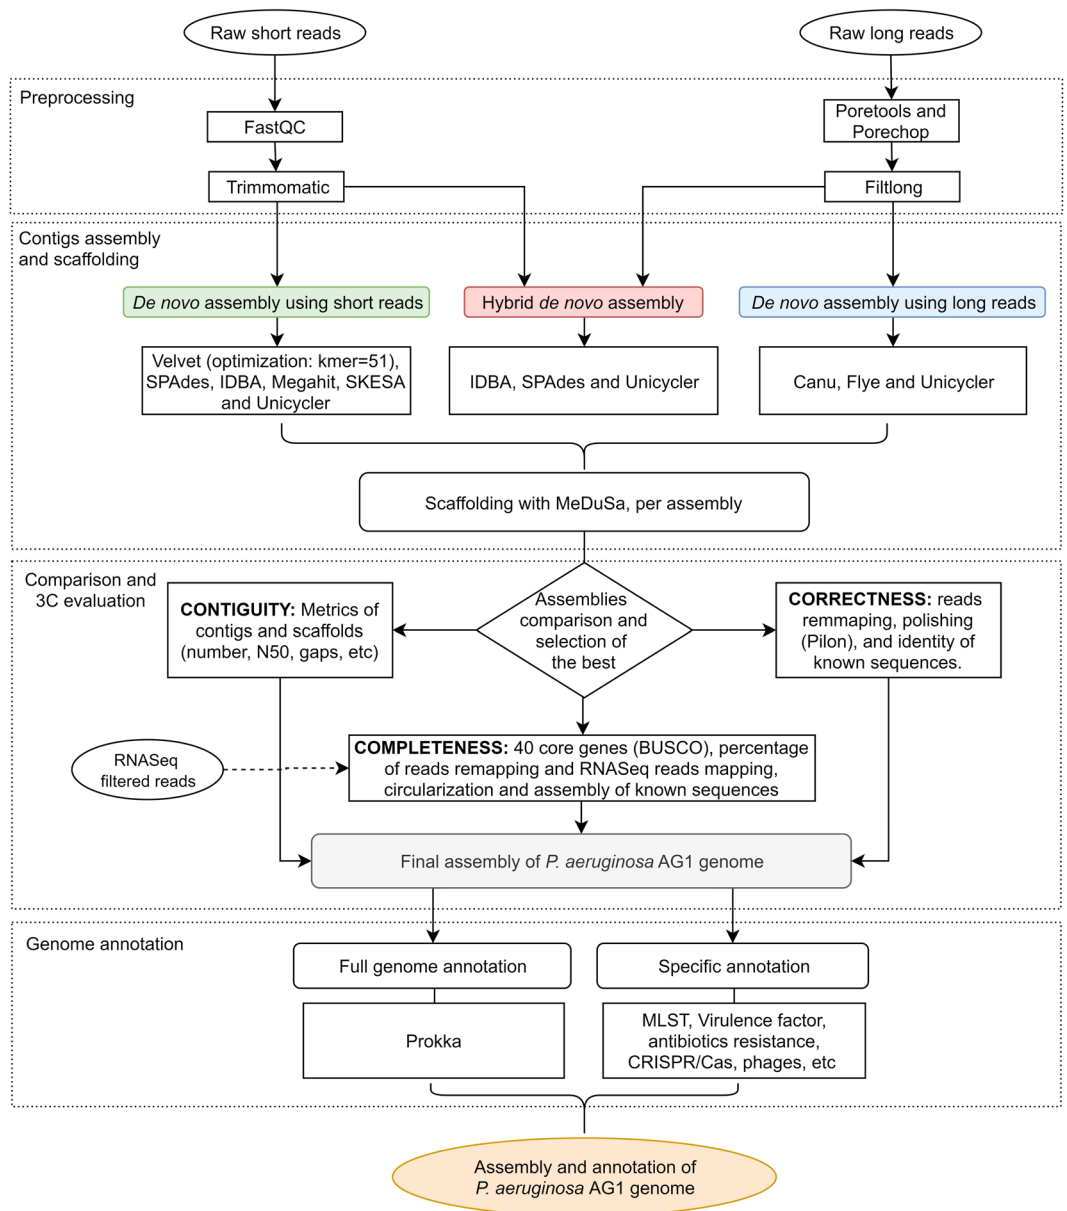 Raw short reads
Raw long reads
Preprocessing
FastQC
Poretools and
Porechop
Trimmomatic
Filtlong
Contigs assembly
and scaffolding
De novo assembly using short reads
Hybrid de novo assembly
De novo assembly using long reads
Velvet (optimization: kmer=51),
SPAdes, IDBA, Megahit, SKESA
and Unicycler
IDBA, SPAdes and Unicycler
Canu, Flye and Unicycler
Scaffolding with MeDuSa, per assembly
Comparison and
3C evaluation
CONTIGUITY: Metrics of
contigs and scaffolds
(number, N50, gaps, etc)
Assemblies
comparison and
selection of
the best
CORRECTNESS: reads
remmaping, polishing
(Pilon), and identity of
known sequences.
RNASeq
filtered reads
COMPLETENESS: 40 core genes (BUSCO), percentage
of reads remapping and RNASeq reads mapping,
circularization and assembly of known sequences
Final assembly of P. aeruginosa AG1 genome
Genome annotation
Full genome annotation
Specific annotation
Prokka
MLST, Virulence factor,
antibiotics resistance,
CRISPR/Cas, phages, etc
Assembly and annotation of
P. aeruginosa AG1 genome